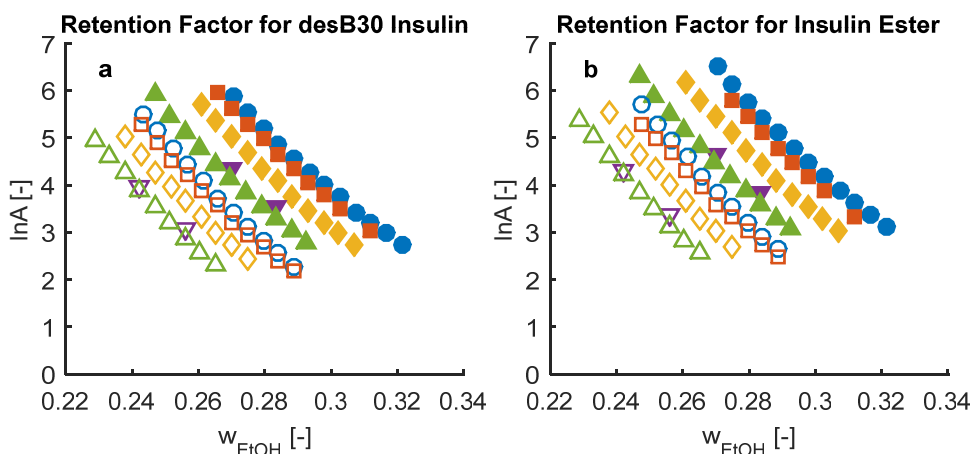 Retention Factor for desB30 Insulin
a
lnA [-]
7
6
5
4
3
2
1
0
0.22 0.24 0.26 0.28 0.3 0.32 0.34
wEtOH [-]
Retention Factor for Insulin Ester
b
lnA [-]
7
6
5
4
3
2
1
0
0.22 0.24 0.26 0.28 0.3 0.32 0.34
wEtOH [-]